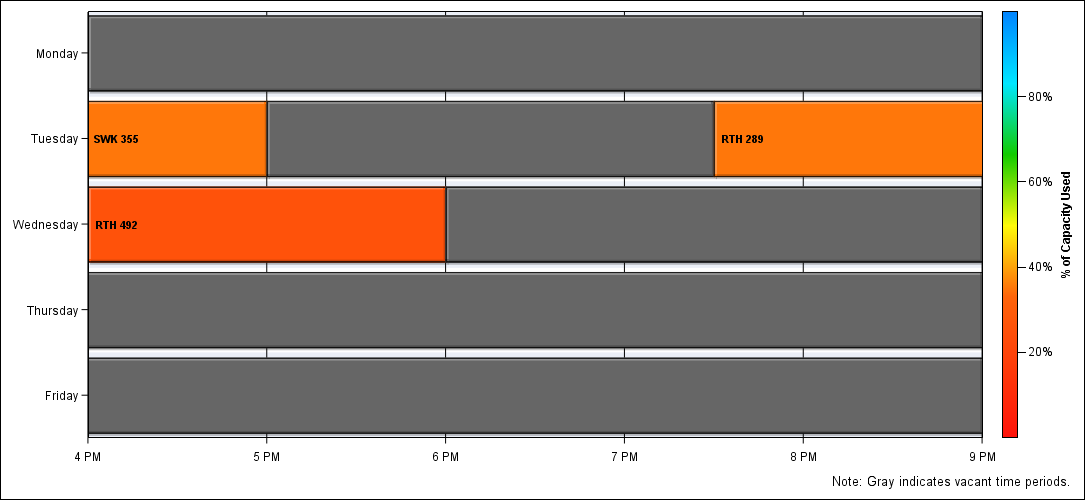 Monday
Tuesday
SWK 355
RTH 289
Wednesday
RTH 492
Thursday
Friday
4 PM
5 PM
6 PM
7 PM
8 PM
9 PM
80%
60%
40%
20%
% of Capacity Used
Note: Gray indicates vacant time periods.